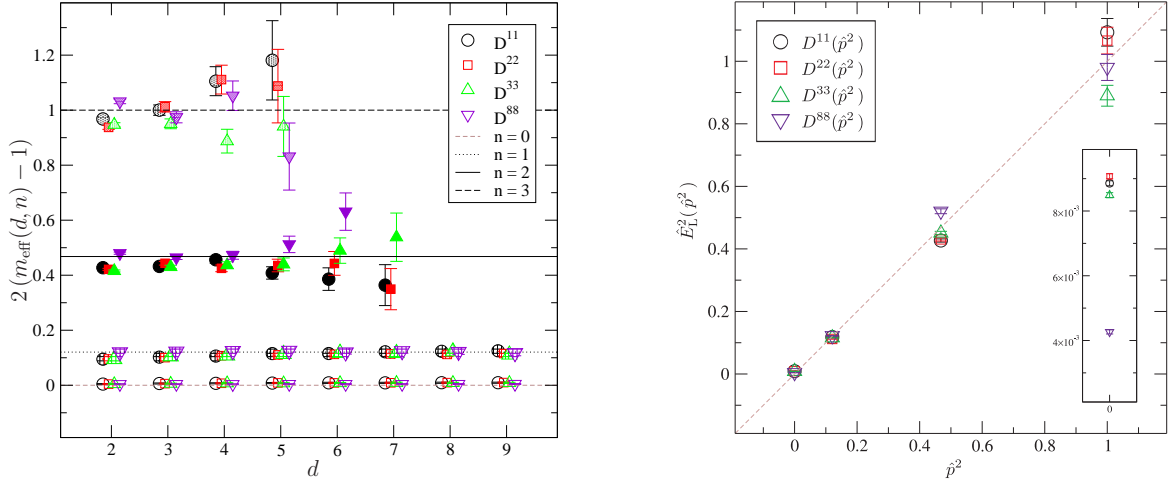 2 (m_eff(d, n) − 1)
1.2
1
0.8
0.6
0.4
0.2
0
2 3 4 5 6 7 8 9
d
D^11
D^22
D^33
D^88
n = 0
n = 1
n = 2
n = 3
Ê_L^2(p̂^2)
1
0.8
0.6
0.4
0.2
0
0 0.2 0.4 0.6 0.8 1
p̂^2
D^11(p̂^2)
D^22(p̂^2)
D^33(p̂^2)
D^88(p̂^2)
8×10^-3
6×10^-3
4×10^-3
0